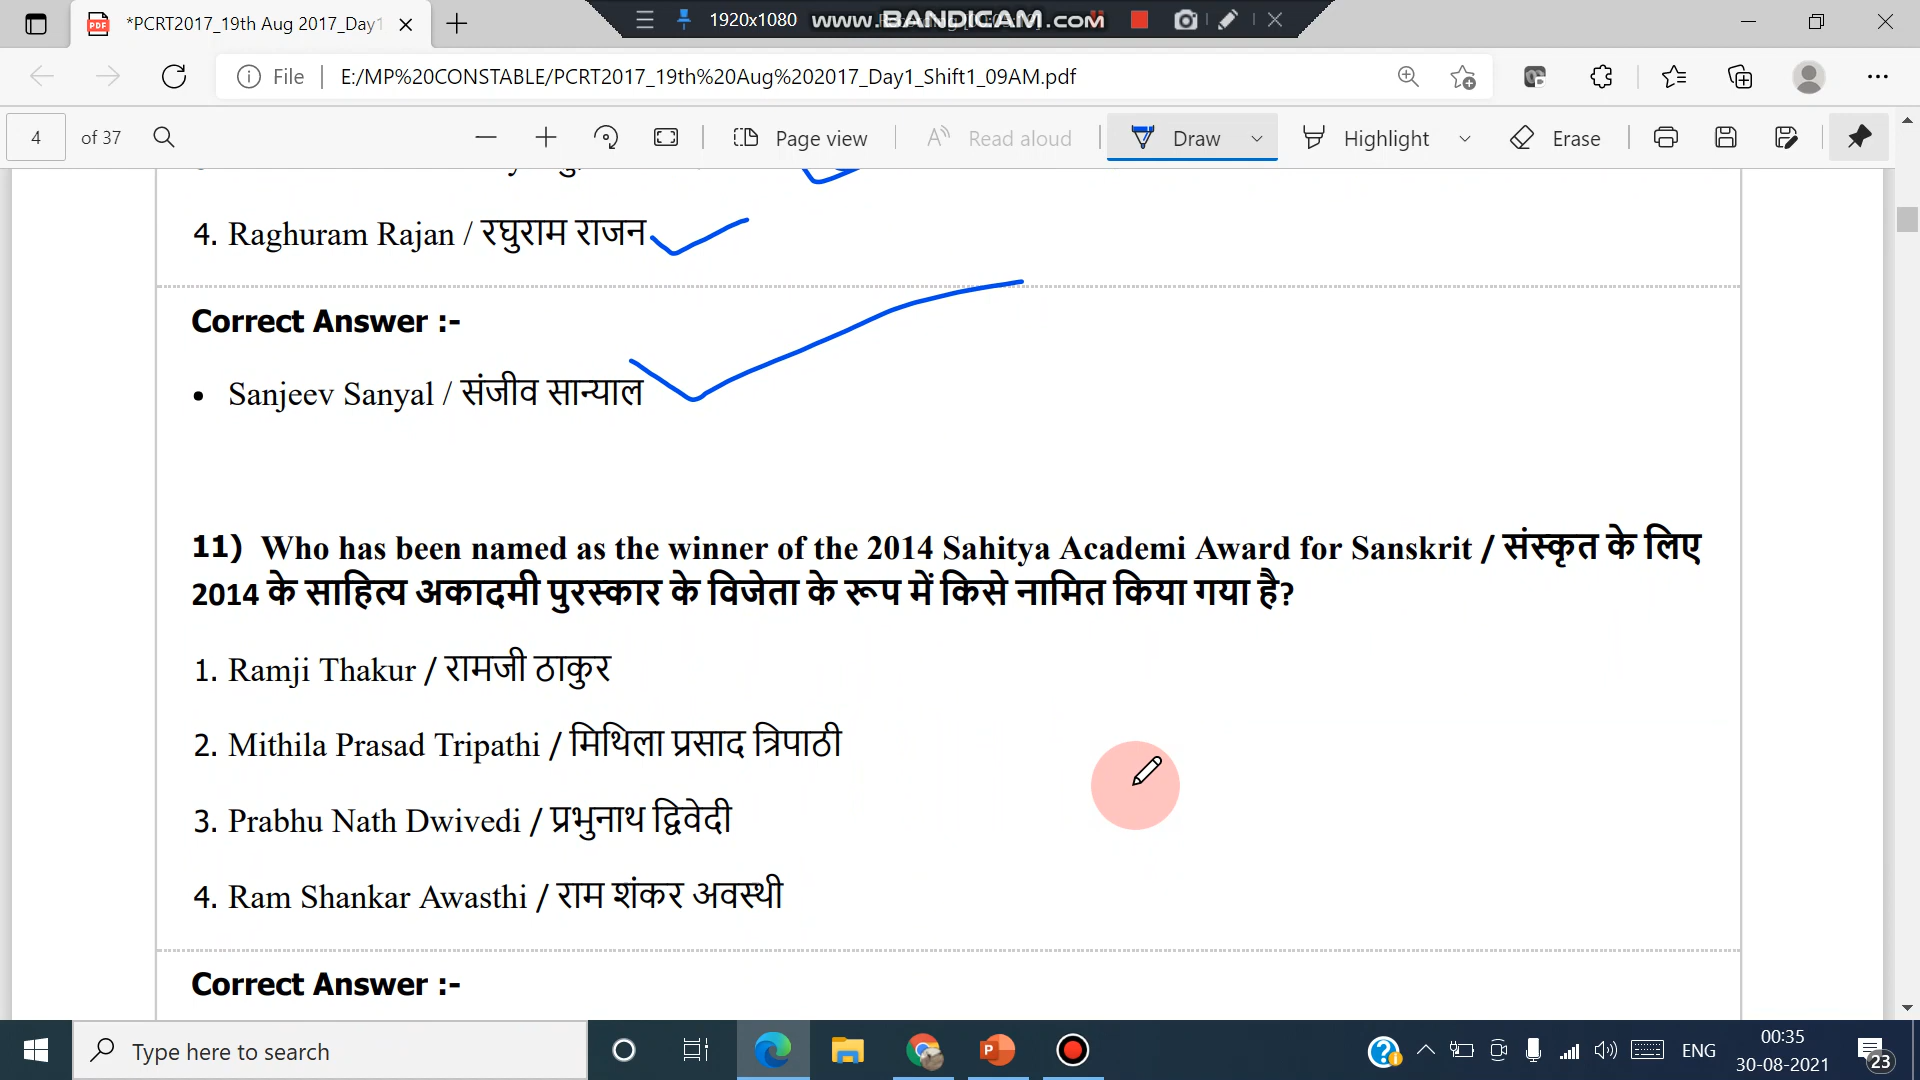 *PCRT2017_19th Aug 2017_Day1
1920x1080
www.BANDICAM.com
File
E:/MP%20CONSTABLE/PCRT2017_19th%20Aug%202017_Day1_Shift1_09AM.pdf
4 of 37
Page view
Read aloud
Draw
Highlight
Erase
4. Raghuram Rajan / रघुराम राजन
Correct Answer :-
• Sanjeev Sanyal / संजीव सान्याल
11) Who has been named as the winner of the 2014 Sahitya Academi Award for Sanskrit / संस्कृत के लिए
2014 के साहित्य अकादमी पुरस्कार के विजेता के रूप में किसे नामित किया गया है?
1. Ramji Thakur / रामजी ठाकुर
2. Mithila Prasad Tripathi / मिथिला प्रसाद त्रिपाठी
3. Prabhu Nath Dwivedi / प्रभुनाथ द्विवेदी
4. Ram Shankar Awasthi / राम शंकर अवस्थी
Correct Answer :-
Type here to search
ENG
00:35
30-08-2021
23